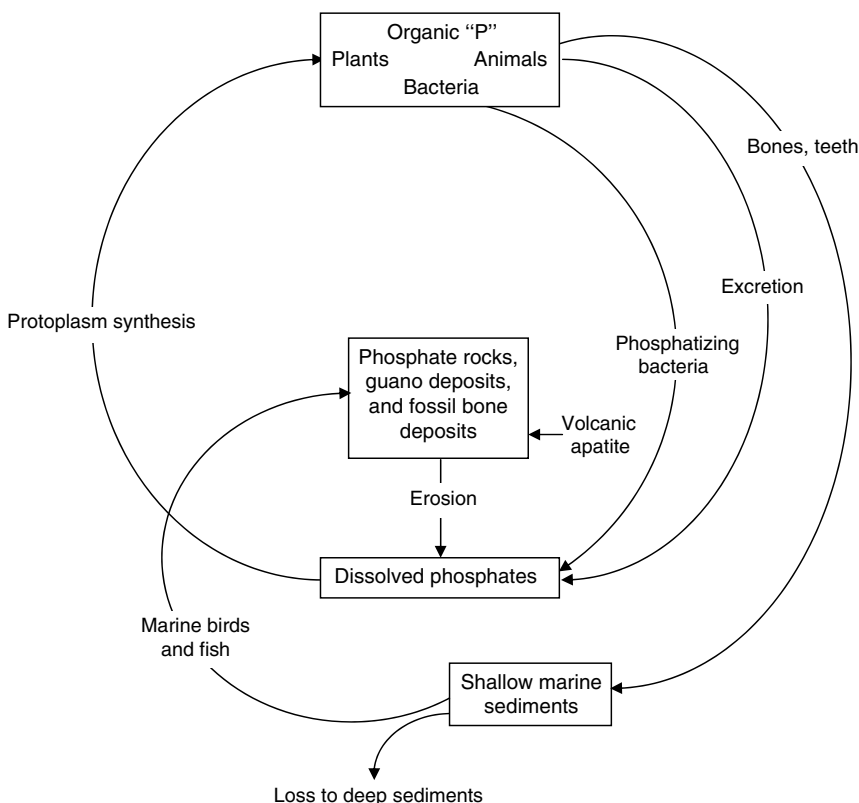 Organic “P”
Plants Animals
Bacteria
Bones, teeth
Excretion
Protoplasm synthesis
Phosphatizing
bacteria
Phosphate rocks,
guano deposits,
and fossil bone
deposits
Volcanic
apatite
Erosion
Dissolved phosphates
Marine birds
and fish
Shallow marine
sediments
Loss to deep sediments